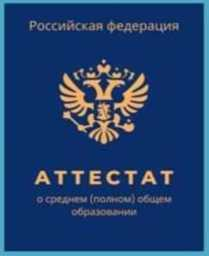 Российская федерация
АТТЕСТАТ
о среднем (полном) общем
образовании